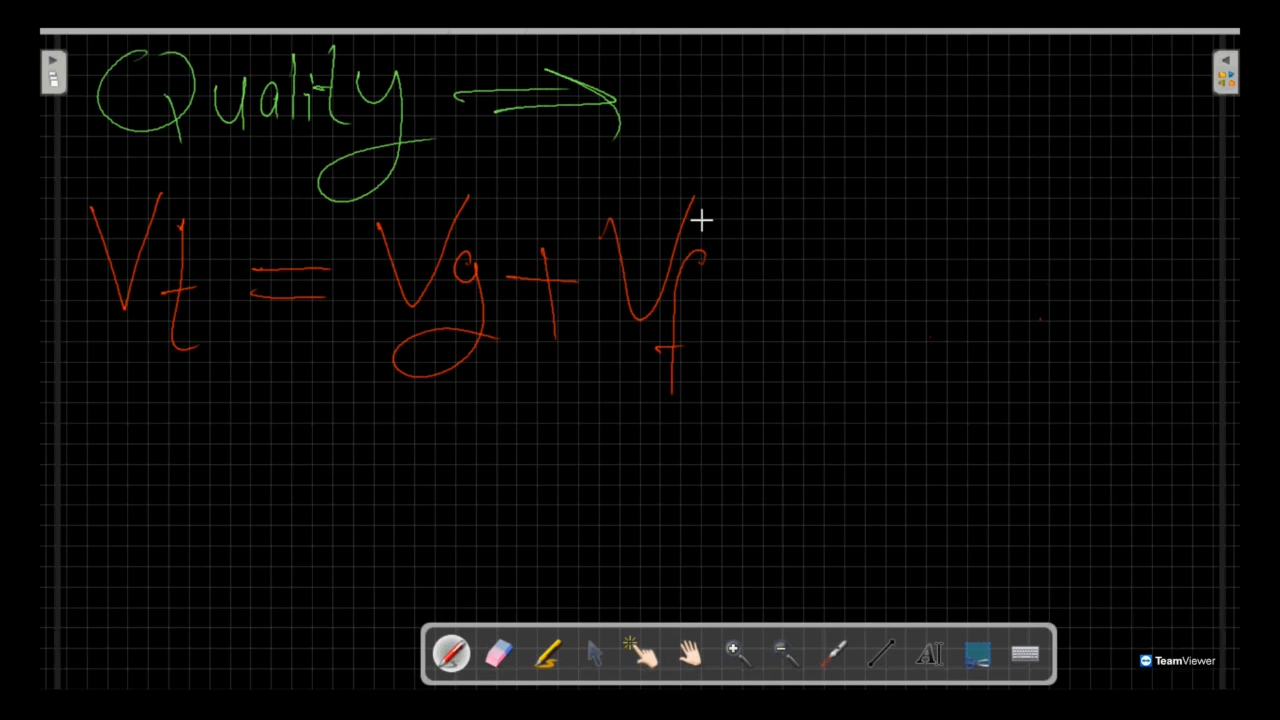 Quality →
Vt = Vg + Vf
TeamViewer